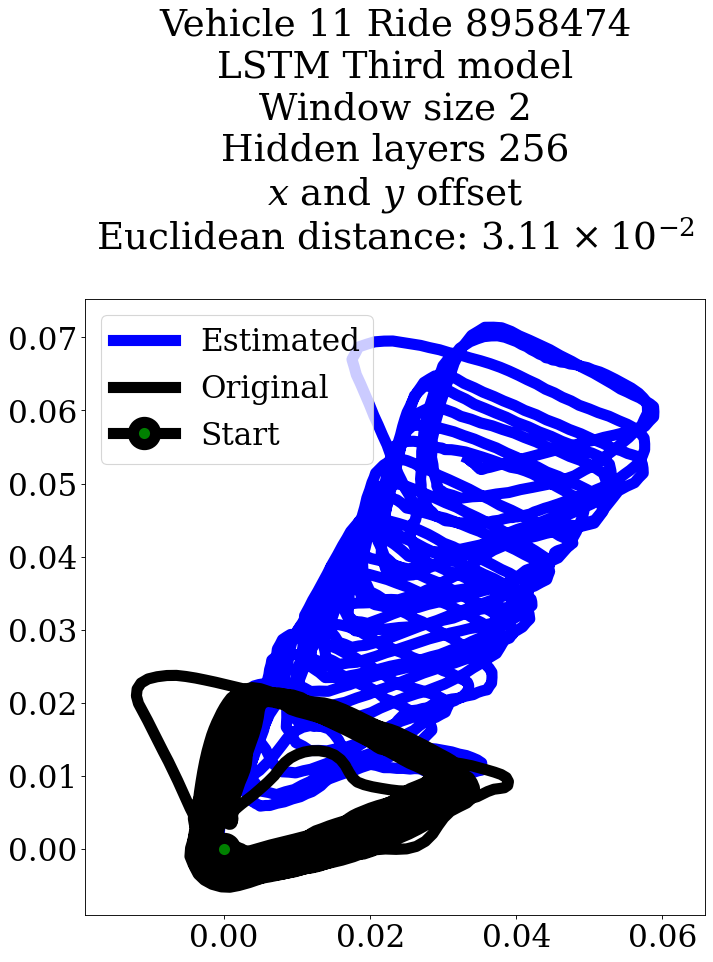 Vehicle 11 Ride 8958474
LSTM Third model
Window size 2
Hidden layers 256
x and y offset
Euclidean distance: 3.11 × 10⁻²
Estimated
Original
Start
0.07
0.06
0.05
0.04
0.03
0.02
0.01
0.00
0.00 0.02 0.04 0.06